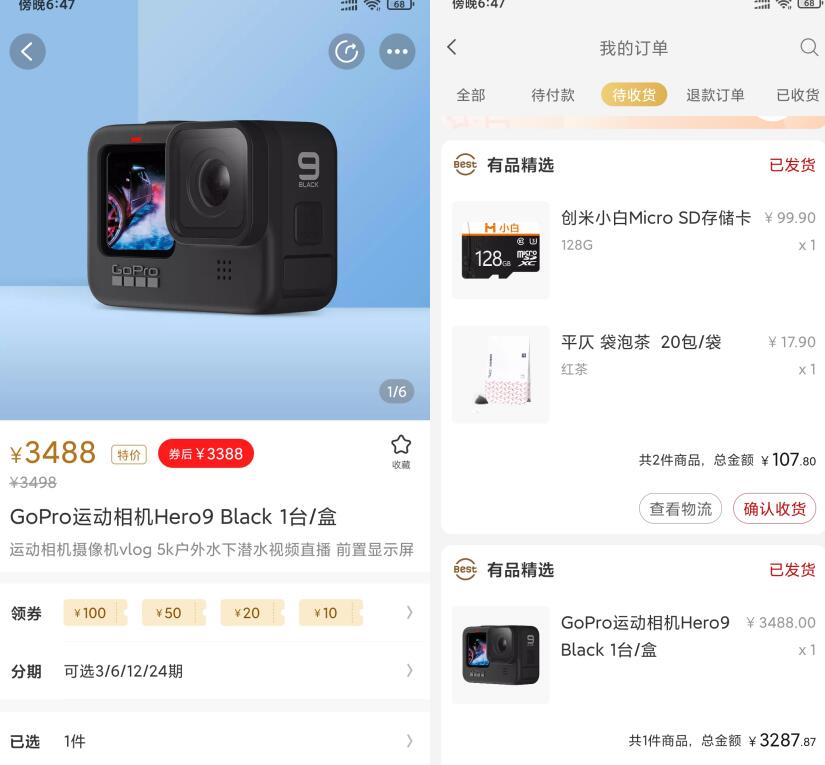 傍晚6:47
68
9
BLACK
GoPro
1/6
¥3488
特价
券后¥3388
收藏
¥3498
GoPro运动相机Hero9 Black 1台/盒
运动相机摄像机vlog 5k户外水下潜水视频直播 前置显示屏
领券
¥100
¥50
¥20
¥10
分期 可选3/6/12/24期
已选 1件
傍晚6:47
68
我的订单
全部 待付款 待收货 退款订单 已收货
Best 有品精选 已发货
小白
128GB
micro SD XC
创米小白Micro SD存储卡 ¥ 99.90
128G x 1
平仄 袋泡茶 20包/袋 ¥ 17.90
红茶 x 1
共2件商品，总金额 ¥ 107.80
查看物流 确认收货
Best 有品精选 已发货
GoPro运动相机Hero9 ¥ 3488.00
Black 1台/盒 x 1
共1件商品，总金额 ¥ 3287.87